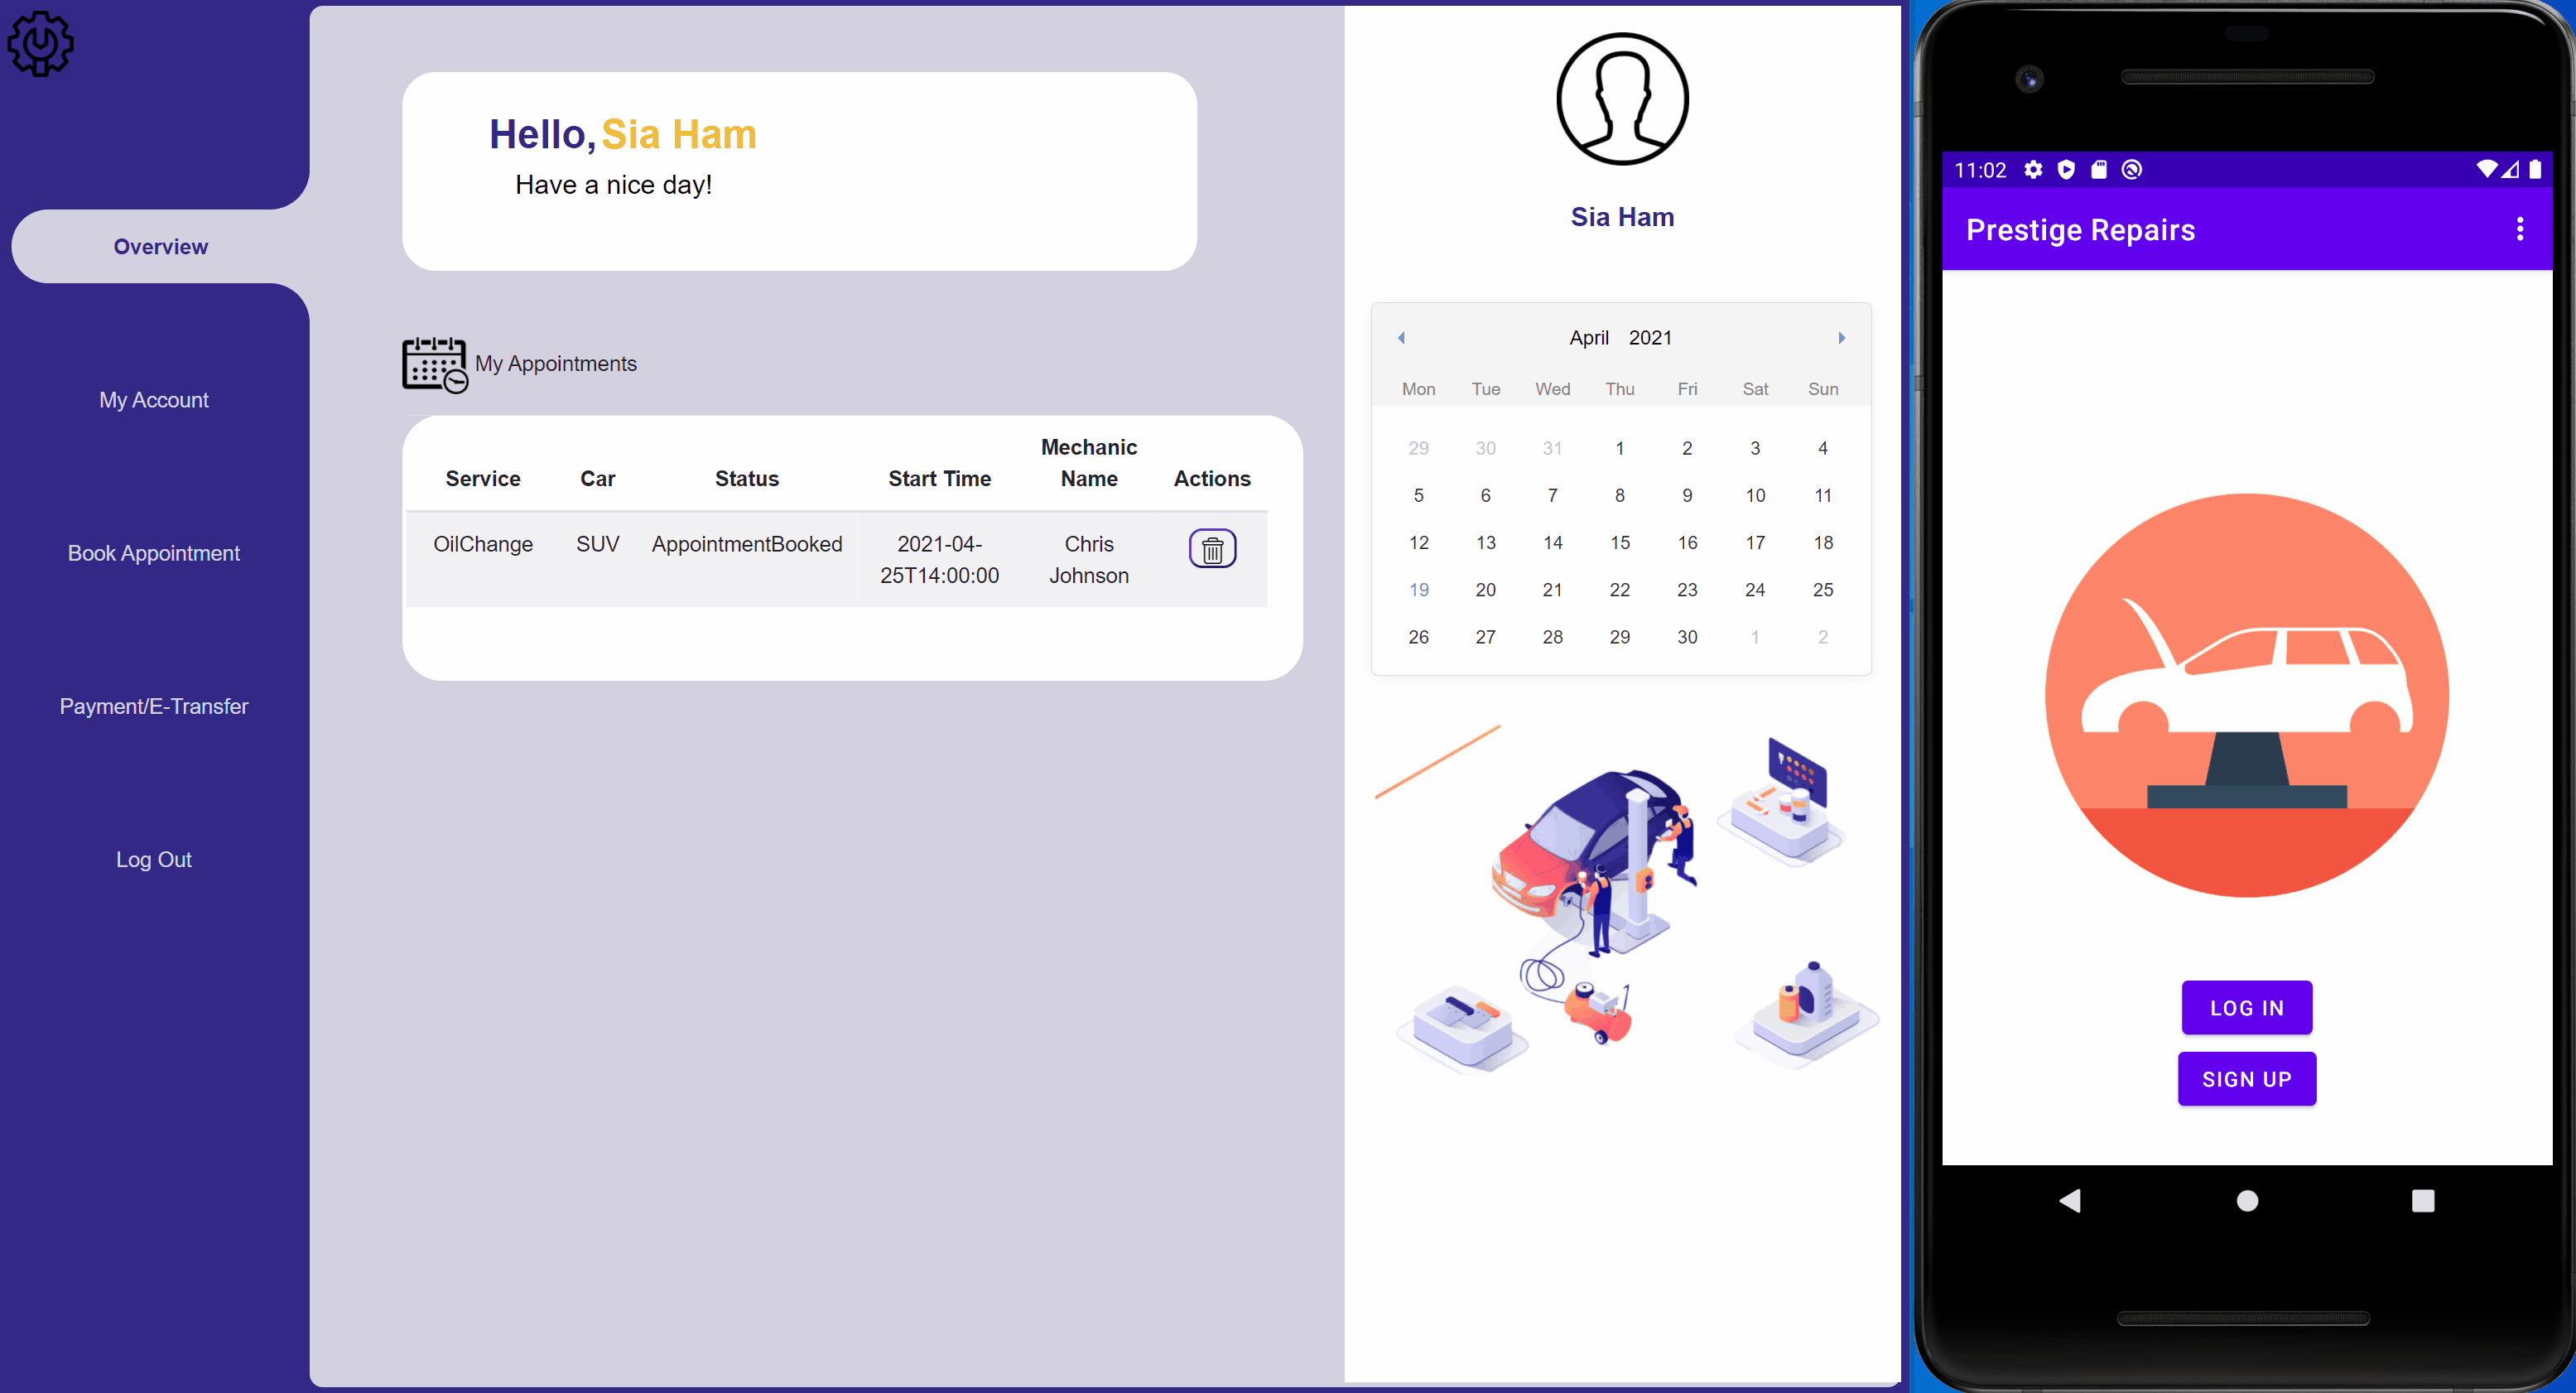 Overview
My Account
Book Appointment
Payment/E-Transfer
Log Out
Hello, Sia Ham
Have a nice day!
My Appointments
Service Car Status Start Time Mechanic Name Actions
OilChange SUV AppointmentBooked 2021-04-25T14:00:00 Chris Johnson
Sia Ham
April 2021
Mon Tue Wed Thu Fri Sat Sun
29 30 31 1 2 3 4
5 6 7 8 9 10 11
12 13 14 15 16 17 18
19 20 21 22 23 24 25
26 27 28 29 30 1 2
11:02
Prestige Repairs
LOG IN
SIGN UP